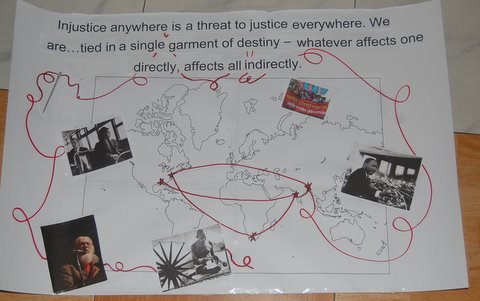 Injustice anywhere is a threat to justice everywhere. We
are…tied in a single garment of destiny – whatever affects one
directly, affects all indirectly.